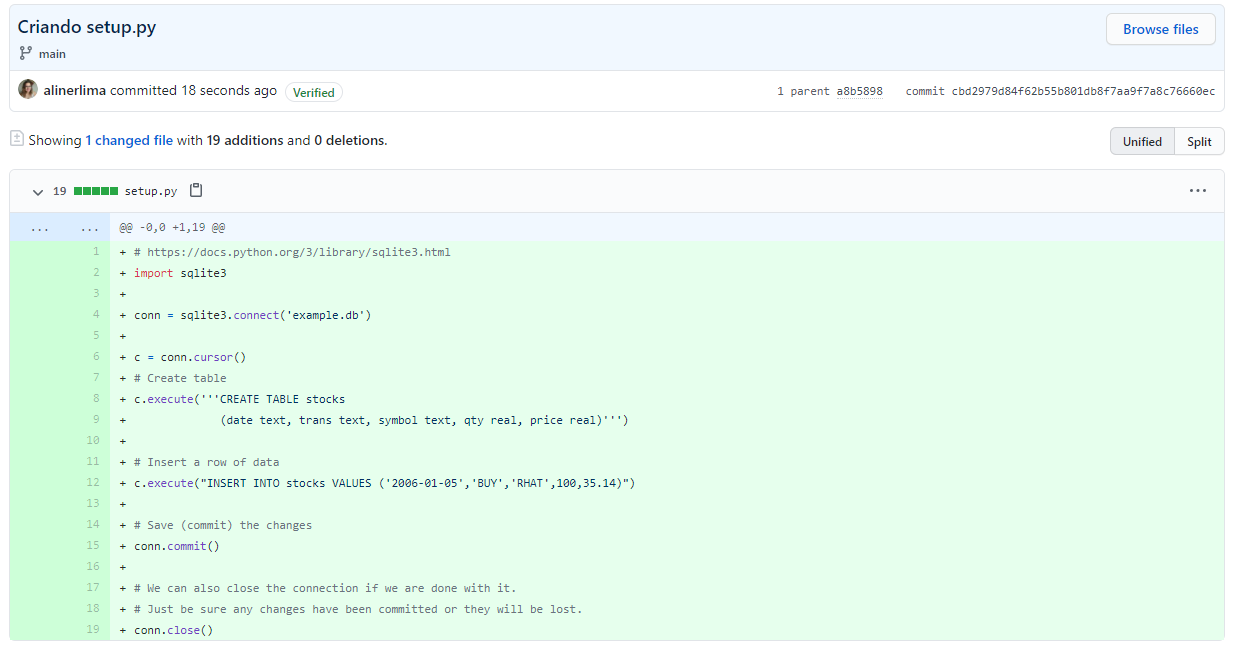 Criando setup.py
Browse files
main
alinerlima committed 18 seconds ago Verified
1 parent a8b5898 commit cbd2979d84f62b55b801db8f7aa9f7a8c76660ec
Showing 1 changed file with 19 additions and 0 deletions.
Unified Split
19 setup.py
... ... @@ -0,0 +1,19 @@
1 + # https://docs.python.org/3/library/sqlite3.html
2 + import sqlite3
3 +
4 + conn = sqlite3.connect('example.db')
5 +
6 + c = conn.cursor()
7 + # Create table
8 + c.execute('''CREATE TABLE stocks
9 + (date text, trans text, symbol text, qty real, price real)''')
10 +
11 + # Insert a row of data
12 + c.execute("INSERT INTO stocks VALUES ('2006-01-05','BUY','RHAT',100,35.14)")
13 +
14 + # Save (commit) the changes
15 + conn.commit()
16 +
17 + # We can also close the connection if we are done with it.
18 + # Just be sure any changes have been committed or they will be lost.
19 + conn.close()